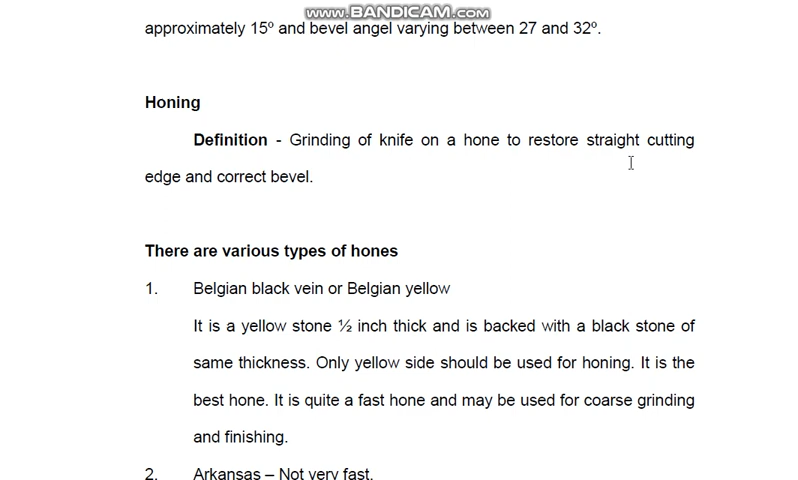 www.BANDICAM.com
approximately 15º and bevel angel varying between 27 and 32º.
Honing
Definition - Grinding of knife on a hone to restore straight cutting
edge and correct bevel.
There are various types of hones
1. Belgian black vein or Belgian yellow
It is a yellow stone ½ inch thick and is backed with a black stone of
same thickness. Only yellow side should be used for honing. It is the
best hone. It is quite a fast hone and may be used for coarse grinding
and finishing.
2. Arkansas – Not very fast.